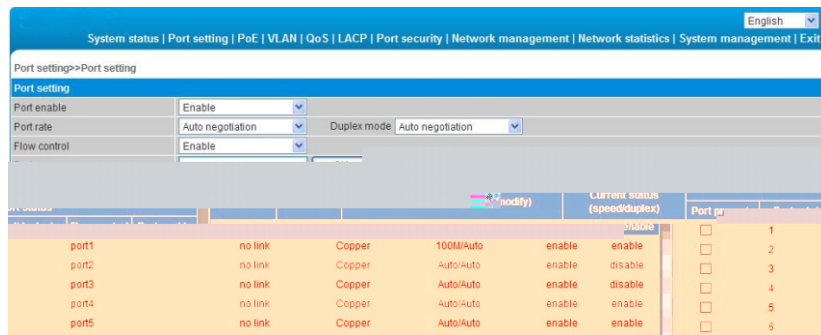 English
System status | Port setting | PoE | VLAN | QoS | LACP | Port security | Network management | Network statistics | System management | Exit
Port setting>>Port setting
Port setting
Port enable Enable
Port rate Auto negotiation Duplex mode Auto negotiation
Flow control Enable
modify) Current status
(speed/duplex) Port
enable 1
port1 no link Copper 100M/Auto enable enable 2
port2 no link Copper Auto/Auto enable disable 3
port3 no link Copper Auto/Auto enable disable 4
port4 no link Copper Auto/Auto enable enable 5
port5 no link Copper Auto/Auto enable enable 6